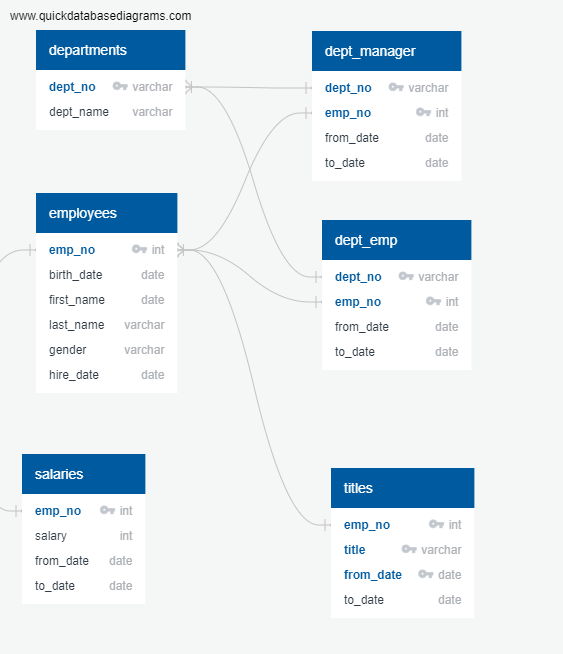 www.quickdatabasediagrams.com
departments
dept_no varchar
dept_name varchar
dept_manager
dept_no varchar
emp_no int
from_date date
to_date date
employees
emp_no int
birth_date date
first_name date
last_name varchar
gender varchar
hire_date date
dept_emp
dept_no varchar
emp_no int
from_date date
to_date date
salaries
emp_no int
salary int
from_date date
to_date date
titles
emp_no int
title varchar
from_date date
to_date date